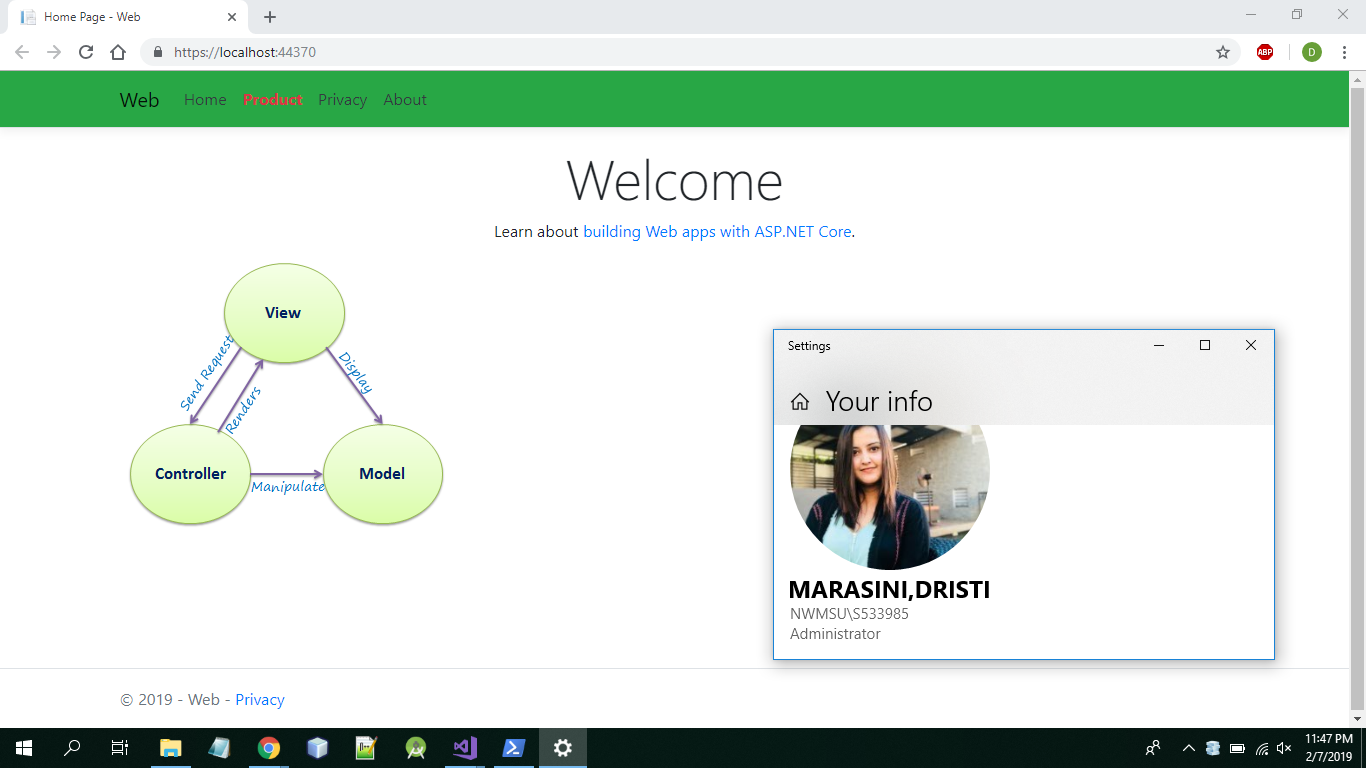 Home Page - Web
https://localhost:44370
ABP
D
Web Home Product Privacy About
Welcome
Learn about building Web apps with ASP.NET Core.
View
Send Request
Renders
Display
Controller
Manipulate
Model
Settings
Your info
MARASINI,DRISTI
NWMSU\S533985
Administrator
© 2019 - Web - Privacy
11:47 PM
2/7/2019